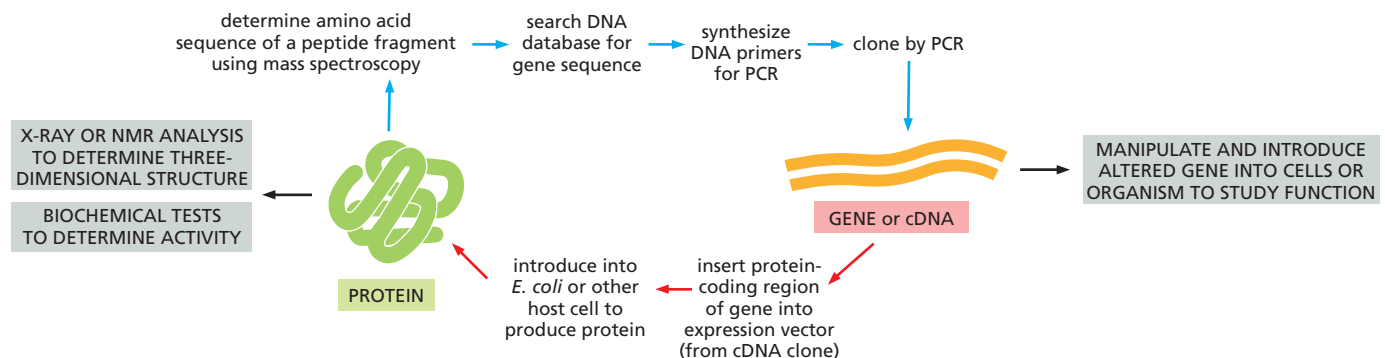 determine amino acid
sequence of a peptide fragment
using mass spectroscopy
search DNA
database for
gene sequence
synthesize
DNA primers
for PCR
clone by PCR
X-RAY OR NMR ANALYSIS
TO DETERMINE THREE-
DIMENSIONAL STRUCTURE
BIOCHEMICAL TESTS
TO DETERMINE ACTIVITY
PROTEIN
GENE or cDNA
MANIPULATE AND INTRODUCE
ALTERED GENE INTO CELLS OR
ORGANISM TO STUDY FUNCTION
introduce into
E. coli or other
host cell to
produce protein
insert protein-
coding region
of gene into
expression vector
(from cDNA clone)